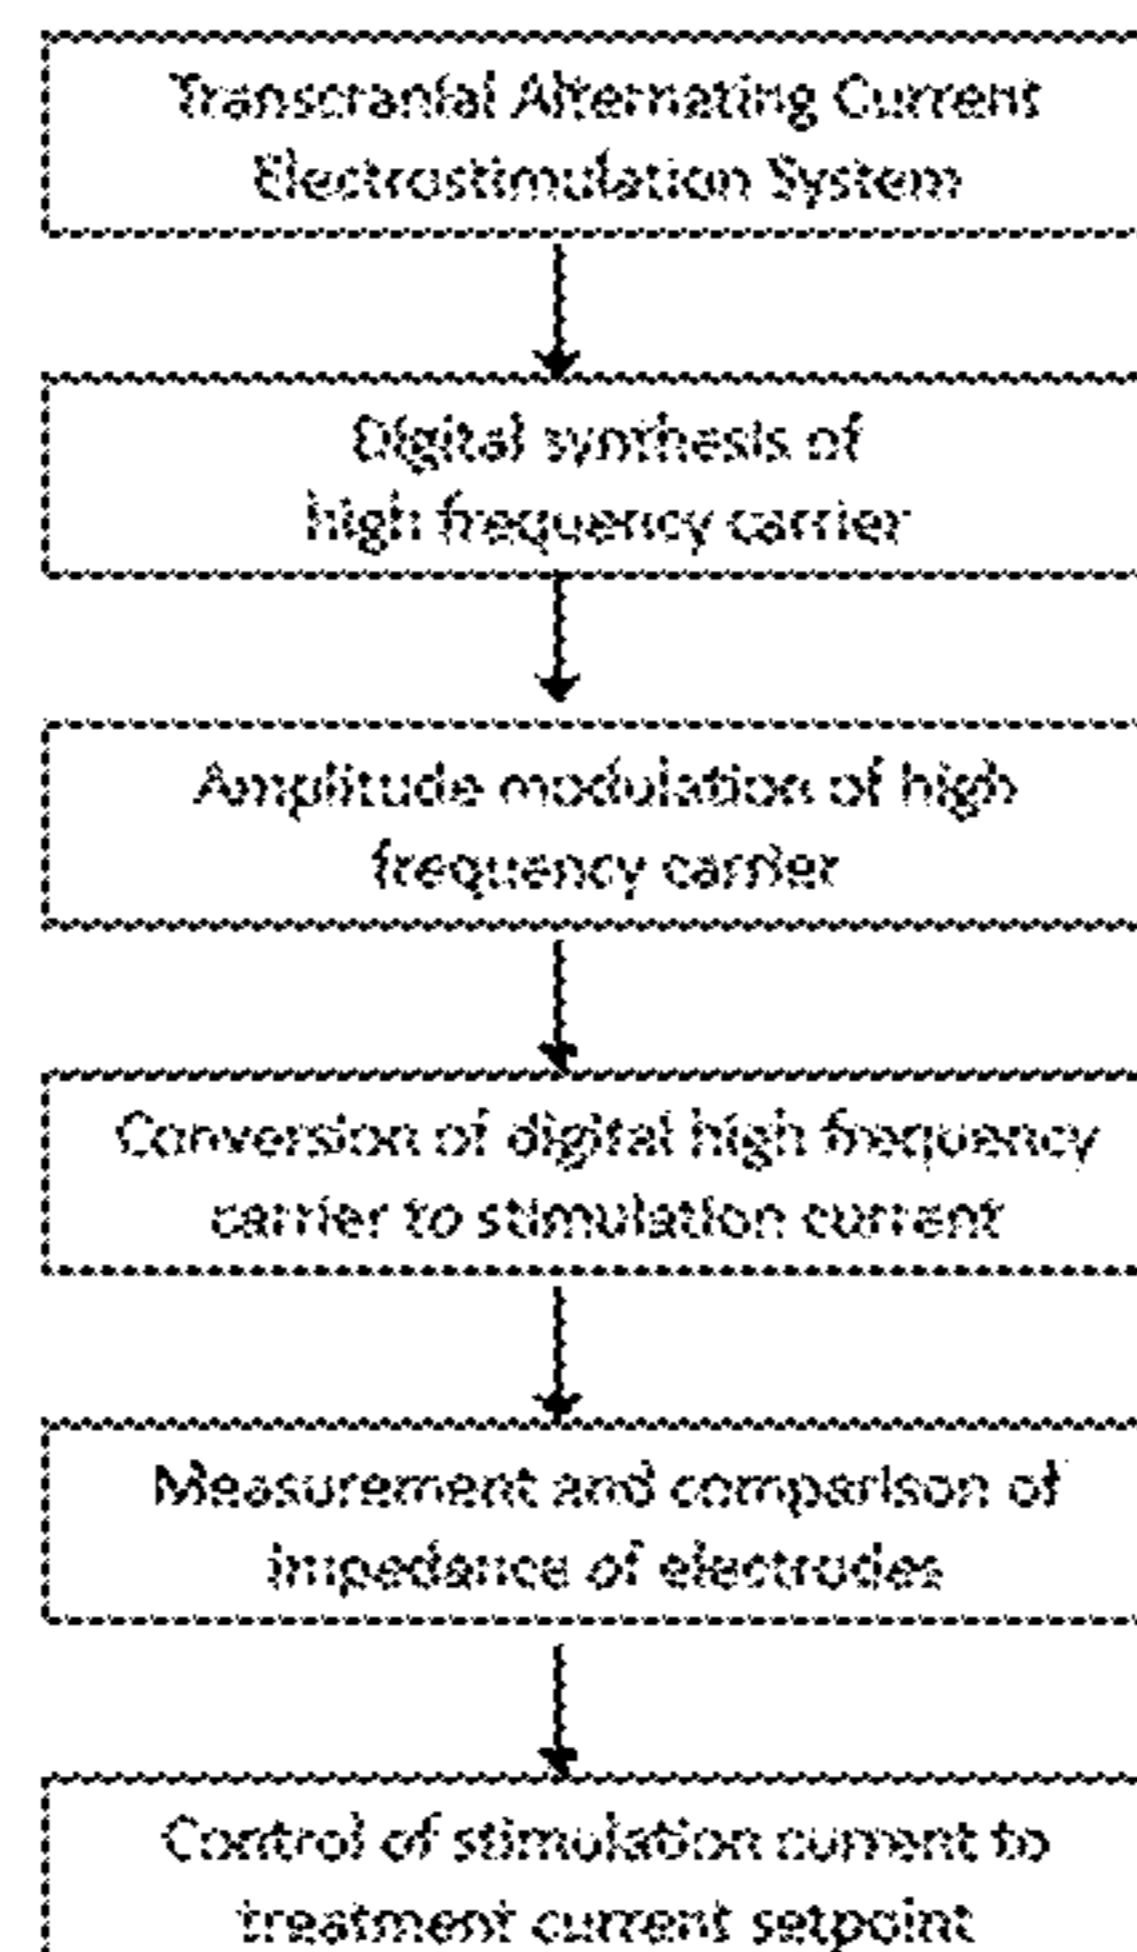 Transcranial Alternating Current
Electrostimulation System
Digital synthesis of
high frequency carrier
Amplitude modulation of high
frequency carrier
Conversion of digital high frequency
carrier to stimulation current
Measurement and comparison of
impedance of electrodes
Control of stimulation current to
treatment current setpoint